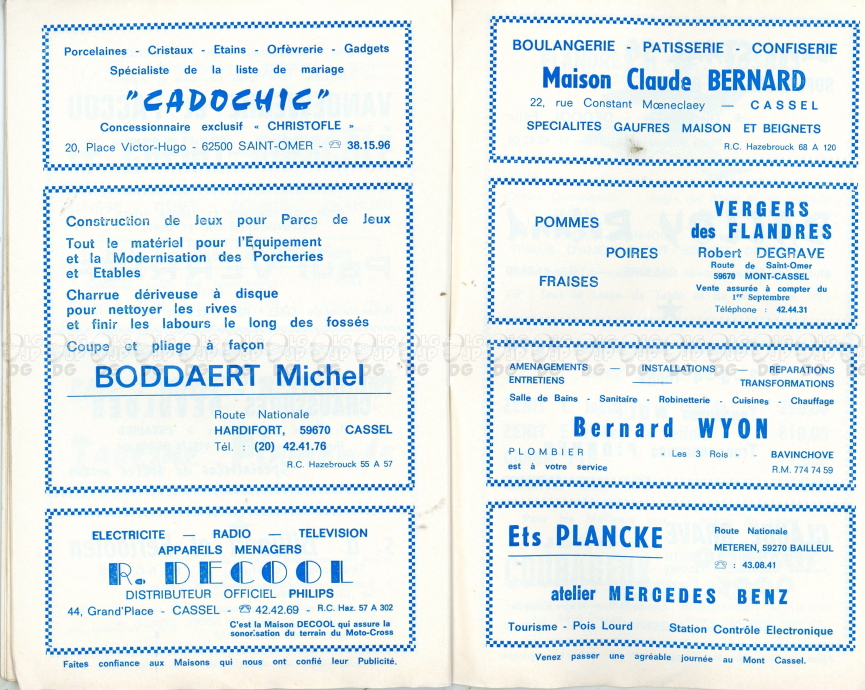 Porcelaines - Cristaux - Etains - Orfèvrerie - Gadgets
Spécialiste de la liste de mariage
"CADOCHIC"
Concessionnaire exclusif « CHRISTOFLE »
20, Place Victor-Hugo - 62500 SAINT-OMER - ☏ 38.15.96
Construction de Jeux pour Parcs de Jeux
Tout le matériel pour l'Equipement
et la Modernisation des Porcheries
et Etables
Charrue dériveuse à disque
pour nettoyer les rives
et finir les labours le long des fossés
Coupe et pliage à façon
BODDAERT Michel
Route Nationale
HARDIFORT, 59670 CASSEL
Tél. : (20) 42.41.76
R.C. Hazebrouck 55 A 57
ELECTRICITE — RADIO — TELEVISION
APPAREILS MENAGERS
R. DECOOL
DISTRIBUTEUR OFFICIEL PHILIPS
44, Grand'Place - CASSEL - ☏ 42.42.69 - R.C. Haz. 57 A 302
C'est la Maison DECOOL qui assure la
sonorisation du terrain du Moto-Cross
Faites confiance aux Maisons qui nous ont confié leur Publicité.
BOULANGERIE - PATISSERIE - CONFISERIE
Maison Claude BERNARD
22, rue Constant Mœneclaey — CASSEL
SPECIALITES GAUFRES MAISON ET BEIGNETS
R.C. Hazebrouck 68 A 120
POMMES
POIRES
FRAISES
VERGERS
des FLANDRES
Robert DEGRAVE
Route de Saint-Omer
59670 MONT-CASSEL
Vente assurée à compter du
1er Septembre
Téléphone : 42.44.31
AMENAGEMENTS — INSTALLATIONS — REPARATIONS
ENTRETIENS — TRANSFORMATIONS
Salle de Bains - Sanitaire - Robinetterie - Cuisines - Chauffage
Bernard WYON
PLOMBIER « Les 3 Rois » - BAVINCHOVE
est à votre service R.M. 774 74 59
Ets PLANCKE
Route Nationale
METEREN, 59270 BAILLEUL
☏ : 43.08.41
atelier MERCEDES BENZ
Tourisme - Pois Lourd Station Contrôle Electronique
Venez passer une agréable journée au Mont Cassel.